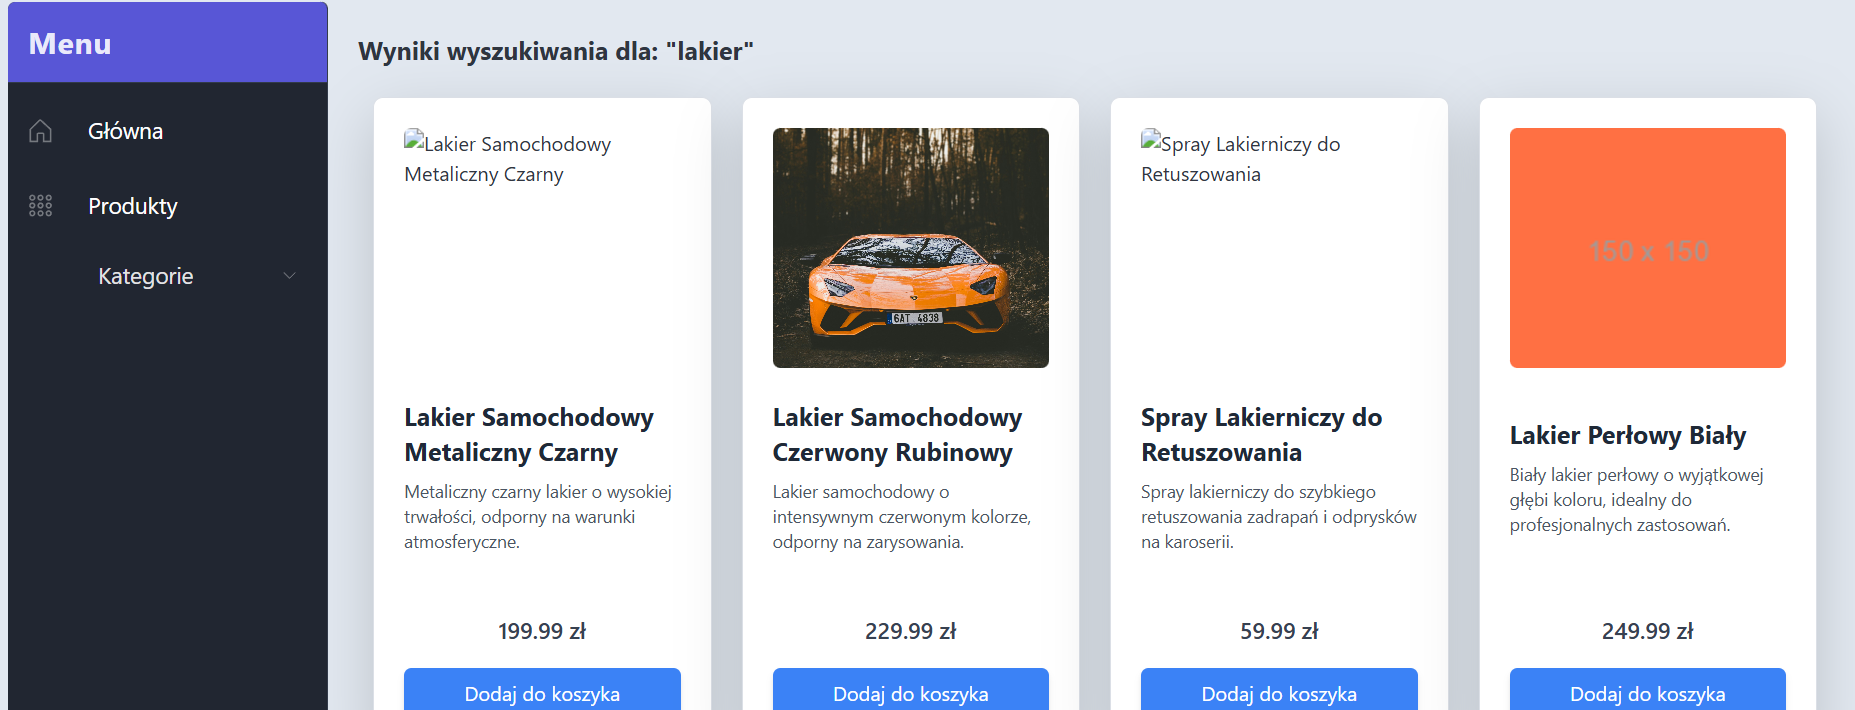 Menu
Główna
Produkty
Kategorie
Wyniki wyszukiwania dla: "lakier"
Lakier Samochodowy
Metaliczny Czarny
Lakier Samochodowy
Metaliczny Czarny
Metaliczny czarny lakier o wysokiej
trwałości, odporny na warunki
atmosferyczne.
199.99 zł
Dodaj do koszyka
6AT 4838
Lakier Samochodowy
Czerwony Rubinowy
Lakier samochodowy o
intensywnym czerwonym kolorze,
odporny na zarysowania.
229.99 zł
Dodaj do koszyka
Spray Lakierniczy do
Retuszowania
Spray Lakierniczy do
Retuszowania
Spray lakierniczy do szybkiego
retuszowania zadrapań i odprysków
na karoserii.
59.99 zł
Dodaj do koszyka
150 x 150
Lakier Perłowy Biały
Biały lakier perłowy o wyjątkowej
głębi koloru, idealny do
profesjonalnych zastosowań.
249.99 zł
Dodaj do koszyka